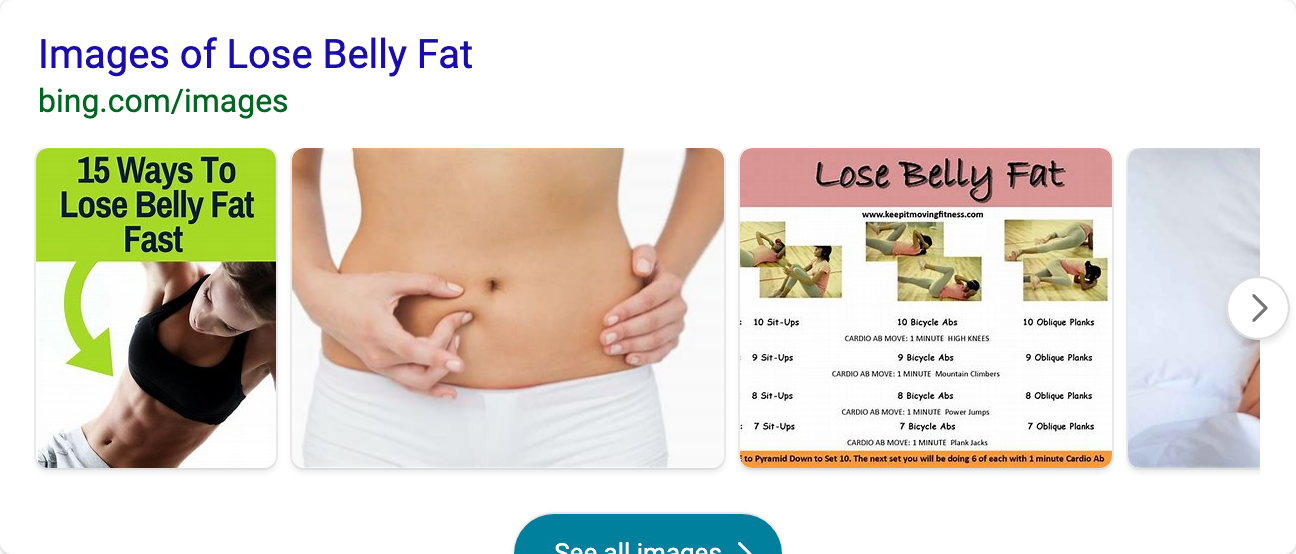 Images of Lose Belly Fat
bing.com/images
15 Ways To
Lose Belly Fat
Fast
Lose Belly Fat
www.keepitmovingfitness.com
: 10 Sit-Ups 10 Bicycle Abs 10 Oblique Planks
CARDIO AB MOVE: 1 MINUTE HIGH KNEES
9 Sit-Ups 9 Bicycle Abs 9 Oblique Planks
CARDIO AB MOVE: 1 MINUTE Mountain Climbers
8 Sit-Ups 8 Bicycle Abs 8 Oblique Planks
CARDIO AB MOVE: 1 MINUTE Power Jumps
: 7 Sit-Ups 7 Bicycle Abs 7 Oblique Planks
CARDIO AB MOVE: 1 MINUTE Plank Jacks
to Pyramid Down to Set 10. The next set you will be doing 6 of each with 1 minute Cardio Ab
See all images